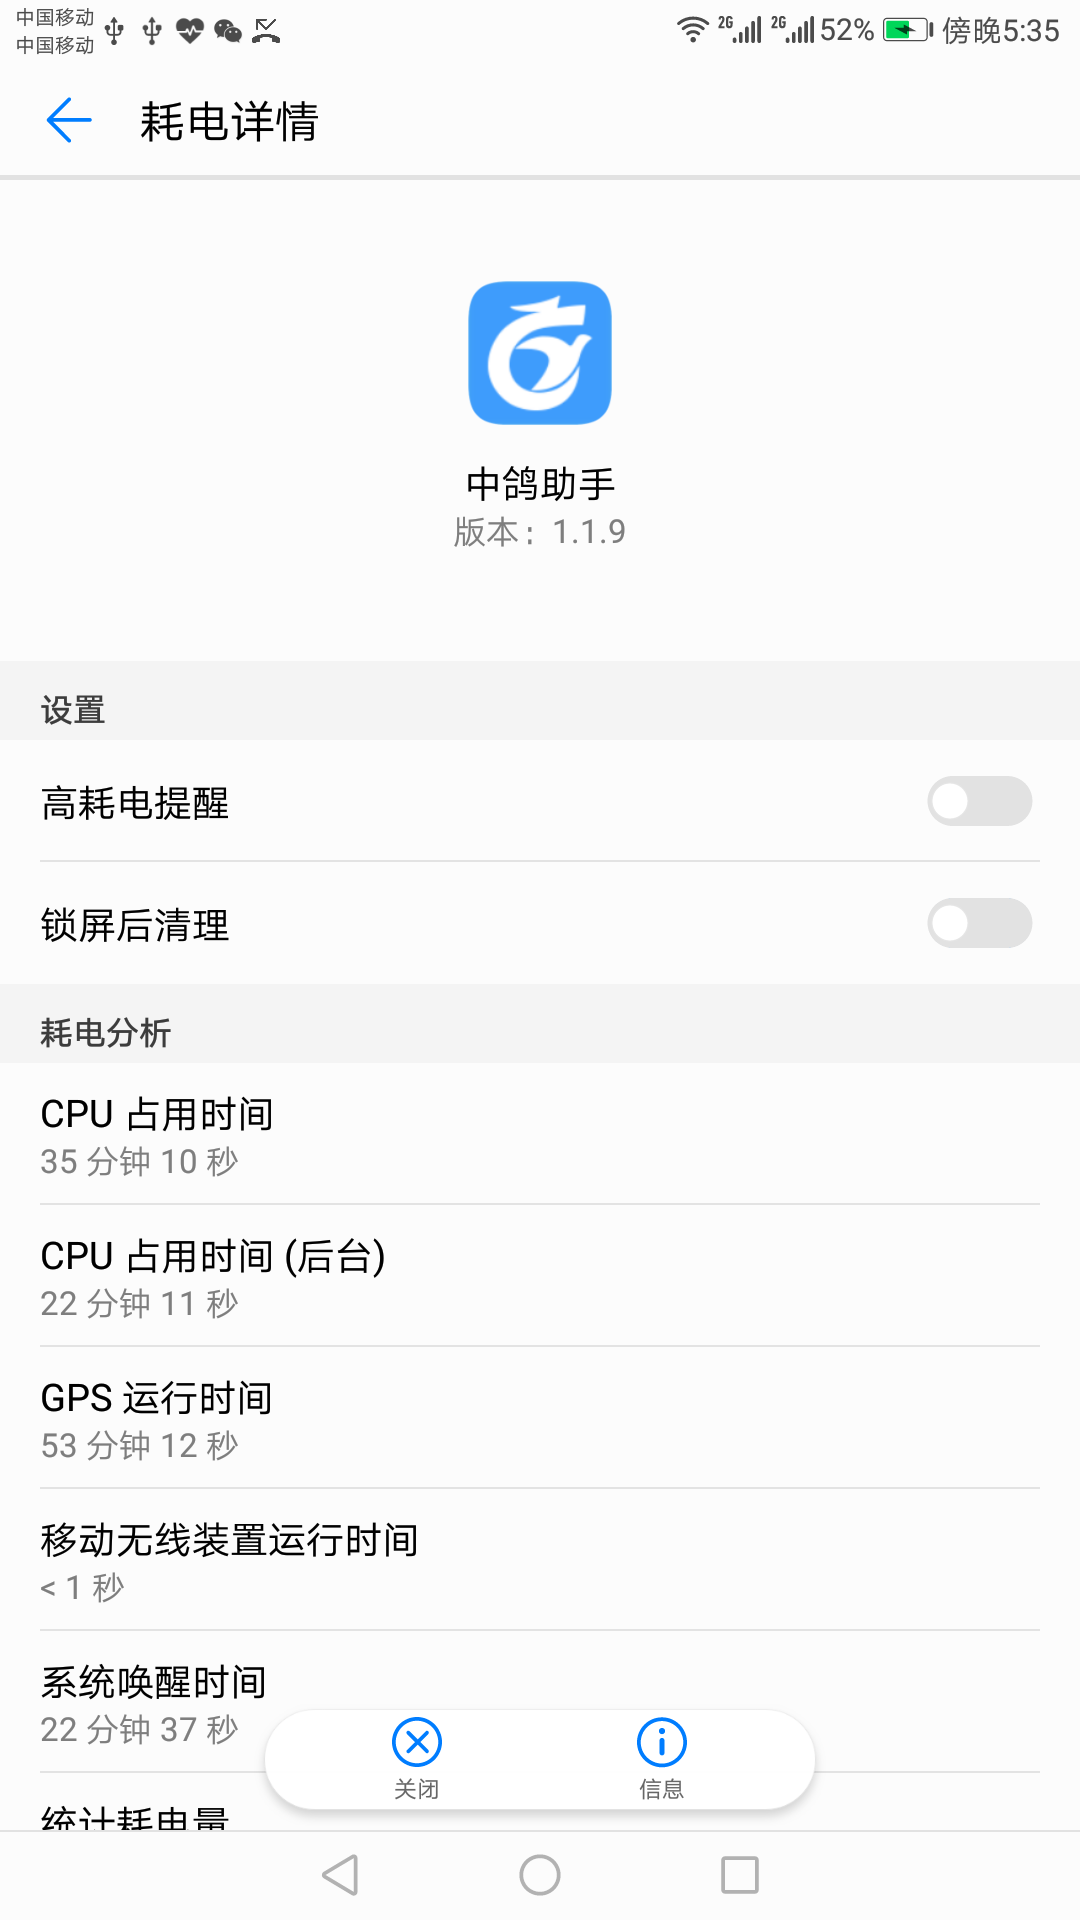 中国移动
中国移动
2G
2G
52%
傍晚5:35
耗电详情
中鸽助手
版本：1.1.9
设置
高耗电提醒
锁屏后清理
耗电分析
CPU 占用时间
35 分钟 10 秒
CPU 占用时间 (后台)
22 分钟 11 秒
GPS 运行时间
53 分钟 12 秒
移动无线装置运行时间
< 1 秒
系统唤醒时间
22 分钟 37 秒
关闭
信息
统计耗电量